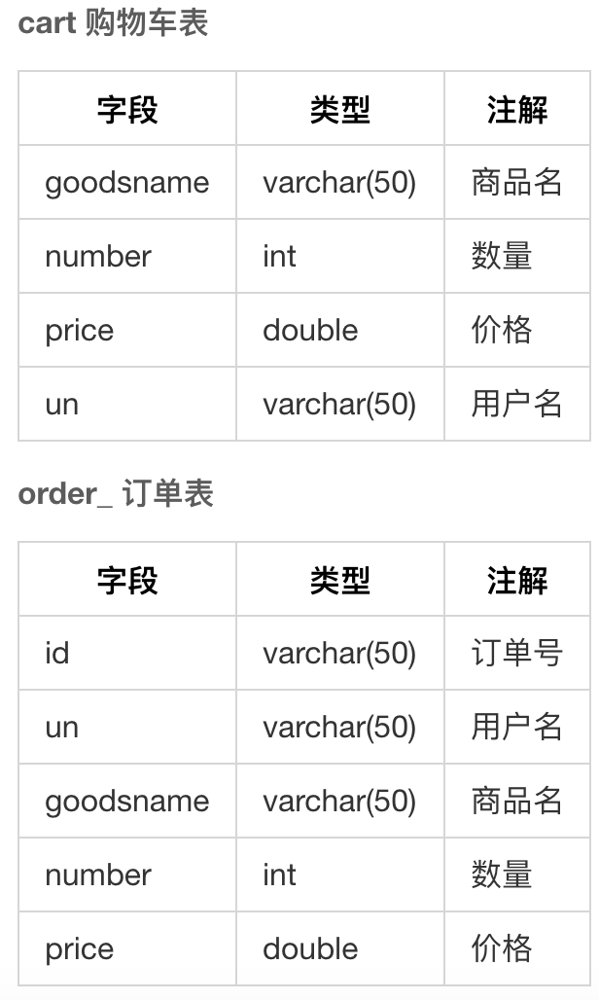 cart 购物车表
字段 类型 注解
goodsname varchar(50) 商品名
number int 数量
price double 价格
un varchar(50) 用户名
order_ 订单表
字段 类型 注解
id varchar(50) 订单号
un varchar(50) 用户名
goodsname varchar(50) 商品名
number int 数量
price double 价格